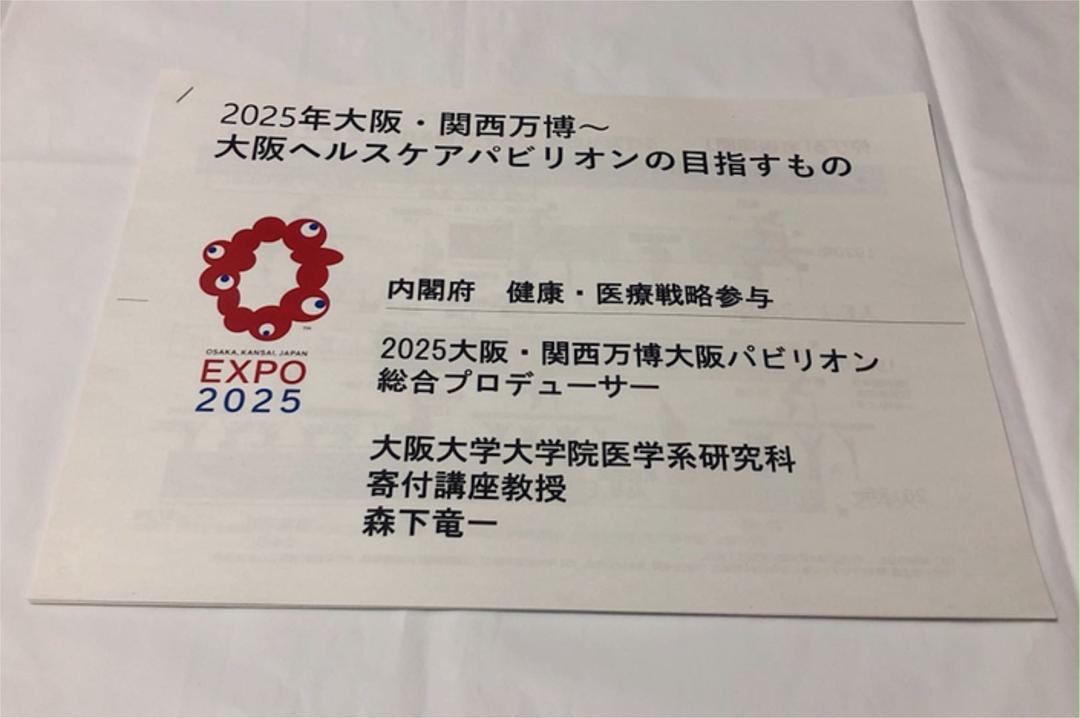 2025年大阪・関西万博～
大阪ヘルスケアパビリオンの目指すもの
内閣府　健康・医療戦略参与
OSAKA, KANSAI, JAPAN
EXPO
2025
2025大阪・関西万博大阪パビリオン
総合プロデューサー
大阪大学大学院医学系研究科
寄付講座教授
森下竜一